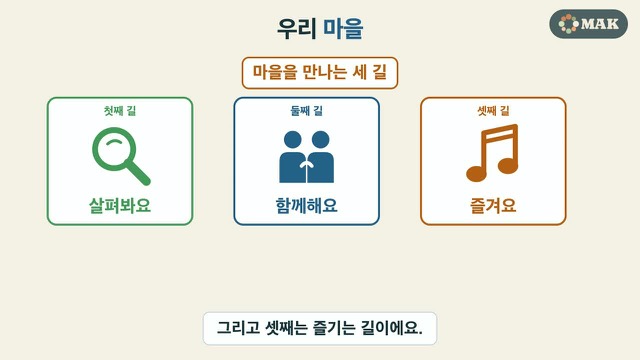 우리 마을
MAK
마을을 만나는 세 길
첫째 길
살펴봐요
둘째 길
함께해요
셋째 길
즐겨요
그리고 셋째는 즐기는 길이에요.